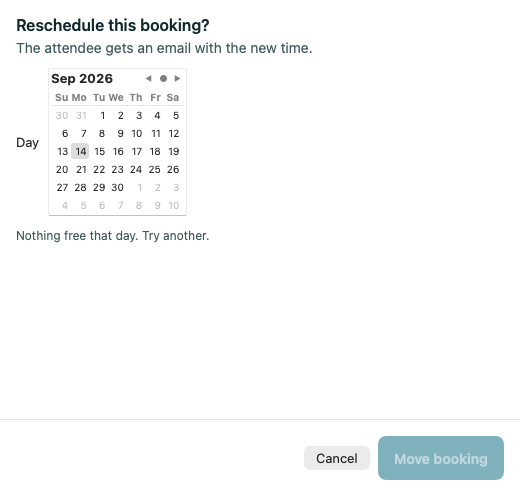 Reschedule this booking?
The attendee gets an email with the new time.
Sep 2026
Su Mo Tu We Th Fr Sa
30 31 1 2 3 4 5
6 7 8 9 10 11 12
Day
13 14 15 16 17 18 19
20 21 22 23 24 25 26
27 28 29 30 1 2 3
4 5 6 7 8 9 10
Nothing free that day. Try another.
Cancel
Move booking